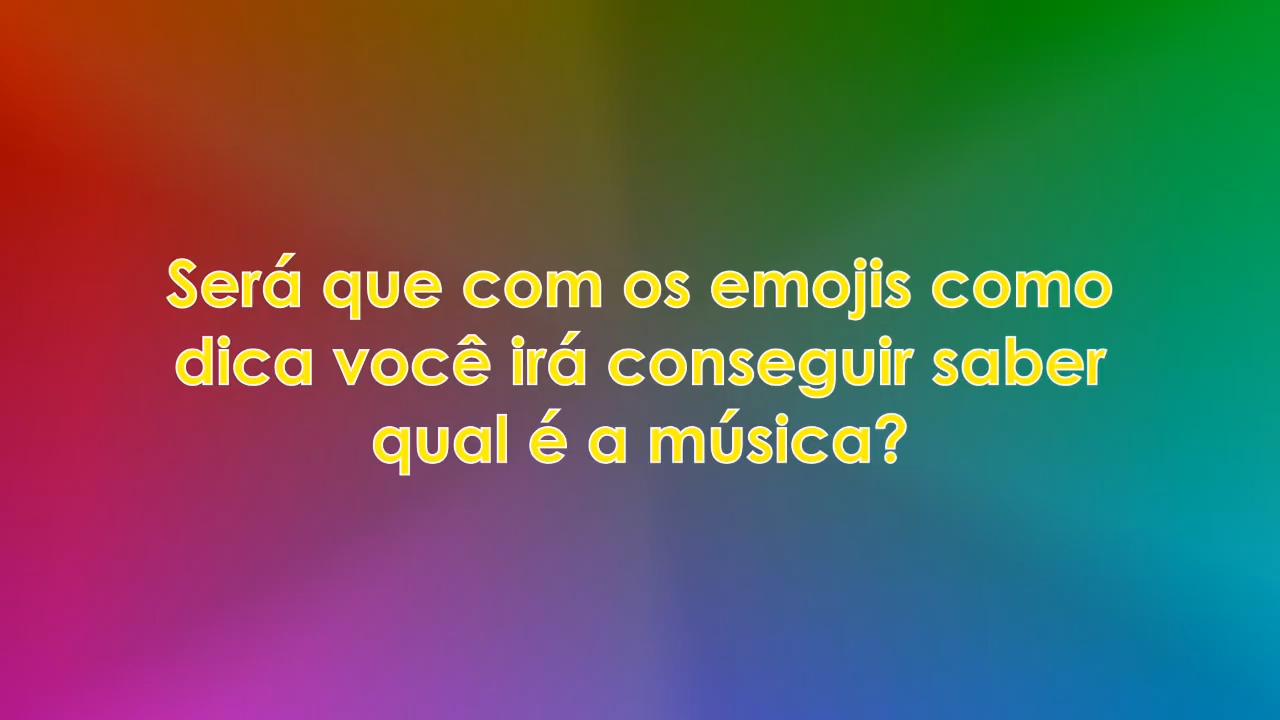 Será que com os emojis como
dica você irá conseguir saber
qual é a música?